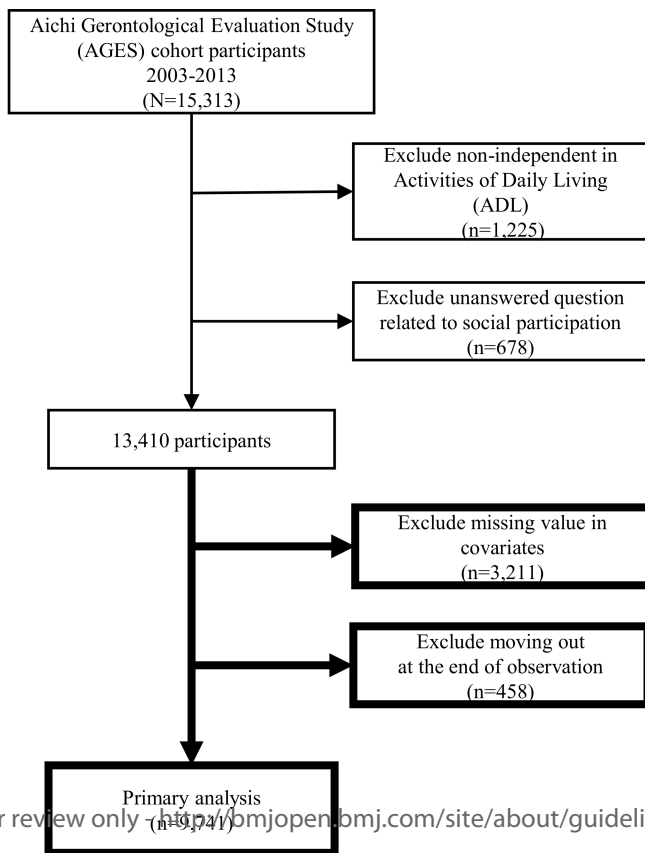 Aichi Gerontological Evaluation Study
(AGES) cohort participants
2003-2013
(N=15,313)
Exclude non-independent in
Activities of Daily Living
(ADL)
(n=1,225)
Exclude unanswered question
related to social participation
(n=678)
13,410 participants
Exclude missing value in
covariates
(n=3,211)
Exclude moving out
at the end of observation
(n=458)
Primary analysis
(n=9,741)
r review only - http://bmjopen.bmj.com/site/about/guideli